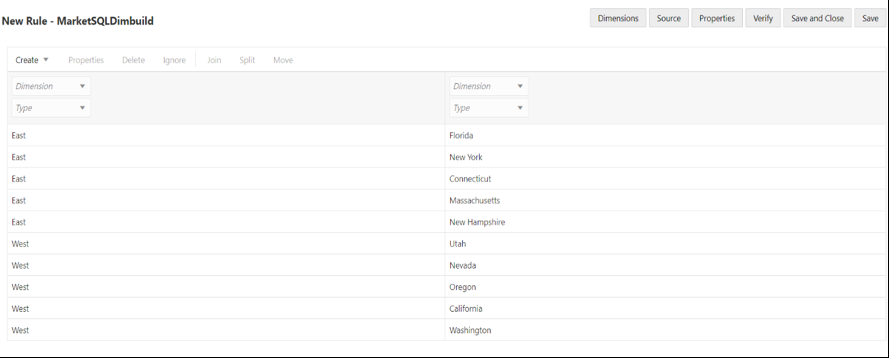 New Rule - MarketSQLDimbuild Dimensions Source Properties Verify Save and Close Save
Create Properties Delete Ignore Join Split Move
Dimension Dimension
Type Type
East Florida
East New York
East Connecticut
East Massachusetts
East New Hampshire
West Utah
West Nevada
West Oregon
West California
West Washington